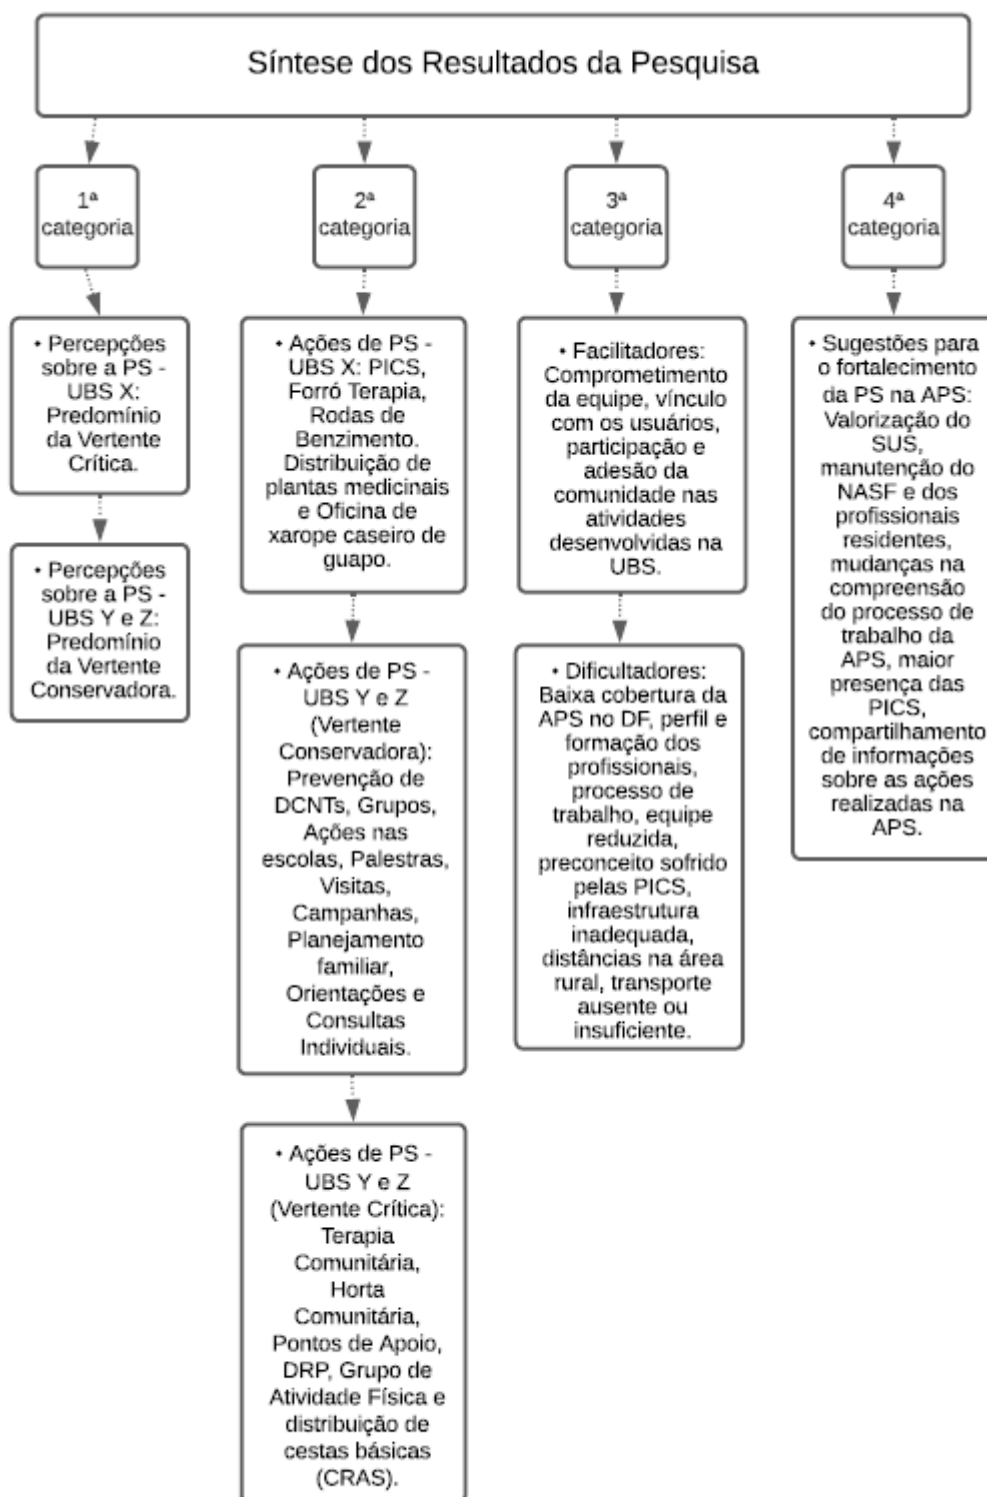 Síntese dos Resultados da Pesquisa
1ª
categoria
• Percepções
sobre a PS -
UBS X:
Predomínio
da Vertente
Crítica.
• Percepções
sobre a PS -
UBS Y e Z:
Predomínio
da Vertente
Conservadora.
2ª
categoria
• Ações de PS -
UBS X: PICS,
Forró Terapia,
Rodas de
Benzimento.
Distribuição de
plantas medicinais
e Oficina de
xarope caseiro de
guapo.
• Ações de PS -
UBS Y e Z
(Vertente
Conservadora):
Prevenção de
DCNTs, Grupos,
Ações nas
escolas, Palestras,
Visitas,
Campanhas,
Planejamento
familiar,
Orientações e
Consultas
Individuais.
• Ações de PS -
UBS Y e Z
(Vertente Crítica):
Terapia
Comunitária,
Horta
Comunitária,
Pontos de Apoio,
DRP, Grupo de
Atividade Física e
distribuição de
cestas básicas
(CRAS).
3ª
categoria
• Facilitadores:
Comprometimento
da equipe, vínculo
com os usuários,
participação e
adesão da
comunidade nas
atividades
desenvolvidas na
UBS.
• Dificultadores:
Baixa cobertura da
APS no DF, perfil e
formação dos
profissionais,
processo de
trabalho, equipe
reduzida,
preconceito sofrido
pelas PICS,
infraestrutura
inadequada,
distâncias na área
rural, transporte
ausente ou
insuficiente.
4ª
categoria
• Sugestões para
o fortalecimento
da PS na APS:
Valorização do
SUS,
manutenção do
NASF e dos
profissionais
residentes,
mudanças na
compreensão
do processo de
trabalho da
APS, maior
presença das
PICS,
compartilhamento
de informações
sobre as ações
realizadas na
APS.